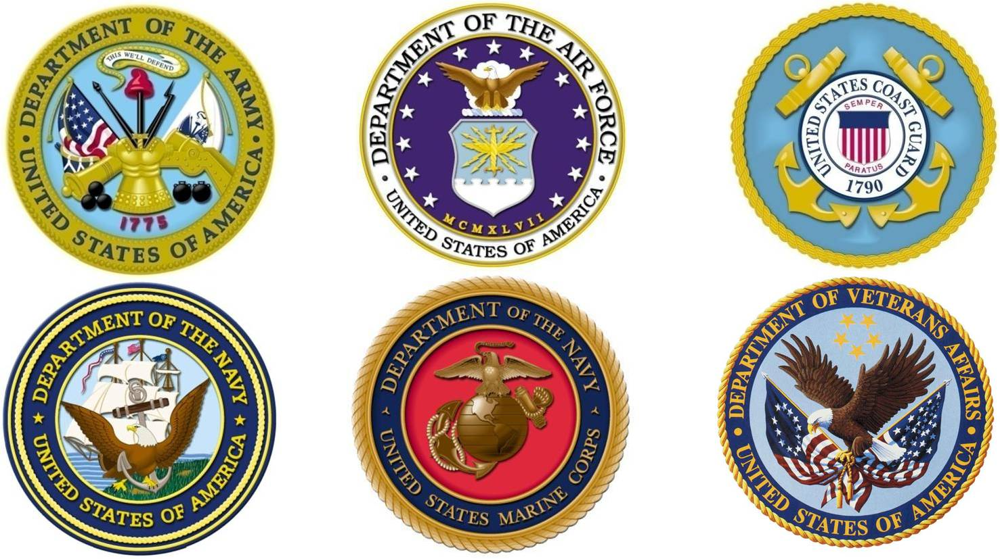 DEPARTMENT OF THE ARMY
THIS WE'LL DEFEND
1775
· UNITED STATES OF AMERICA ·
DEPARTMENT OF THE AIR FORCE
MCMXLVII
· UNITED STATES OF AMERICA ·
UNITED STATES COAST GUARD
SEMPER
PARATUS
1790
DEPARTMENT OF THE NAVY
★ UNITED STATES OF AMERICA ★
DEPARTMENT OF THE NAVY
UNITED STATES MARINE CORPS
DEPARTMENT OF VETERANS AFFAIRS
· UNITED STATES OF AMERICA ·